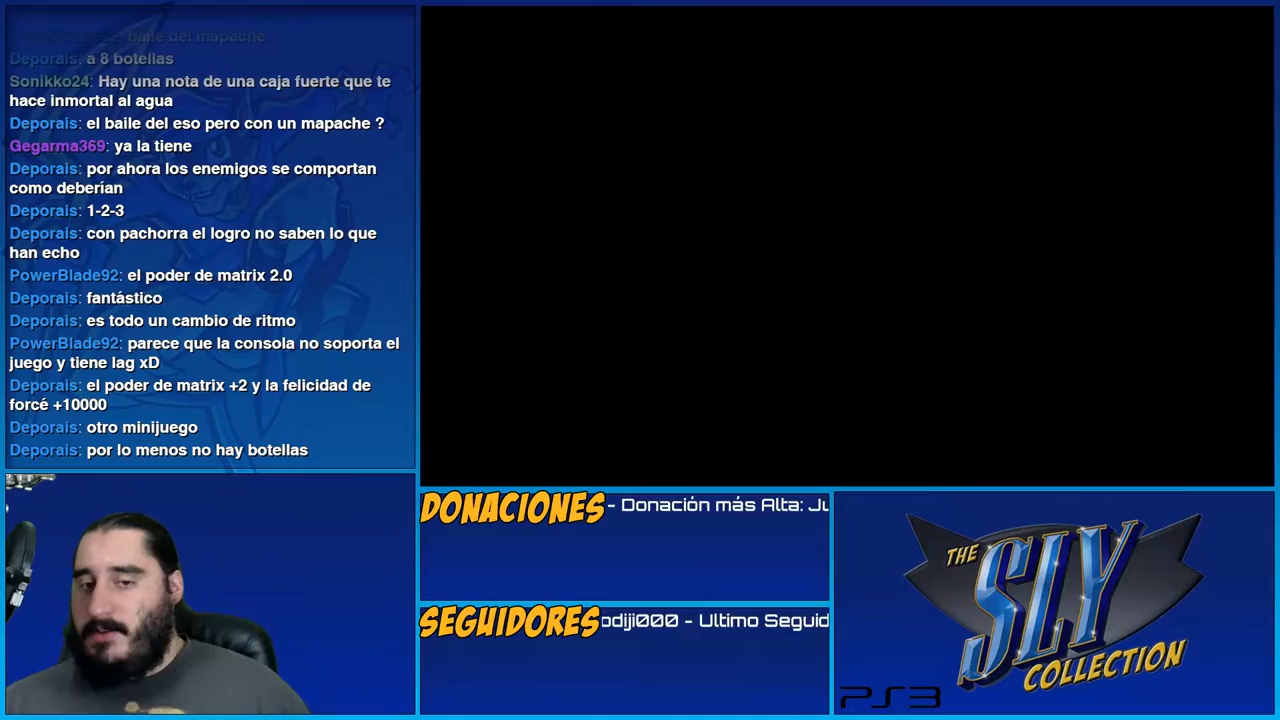 baile del mapache
Deporais: a 8 botellas
Sonikko24: Hay una nota de una caja fuerte que te
hace inmortal al agua
Deporais: el baile del eso pero con un mapache ?
Gegarma369: ya la tiene
Deporais: por ahora los enemigos se comportan
como deberían
Deporais: 1-2-3
Deporais: con pachorra el logro no saben lo que
han echo
PowerBlade92: el poder de matrix 2.0
Deporais: fantástico
Deporais: es todo un cambio de ritmo
PowerBlade92: parece que la consola no soporta el
juego y tiene lag xD
Deporais: el poder de matrix +2 y la felicidad de
forcé +10000
Deporais: otro minijuego
Deporais: por lo menos no hay botellas
DONACIONES - Donación más Alta: Ju
SEGUIDORES odiji000 - Ultimo Seguid
THE
SLY
COLLECTION
PS3